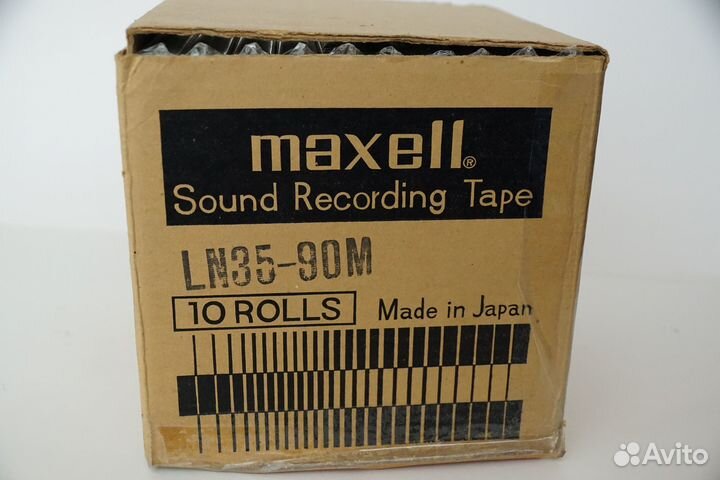 maxell®
Sound Recording Tape
LN35-90M
10 ROLLS
Made in Japan
Avito